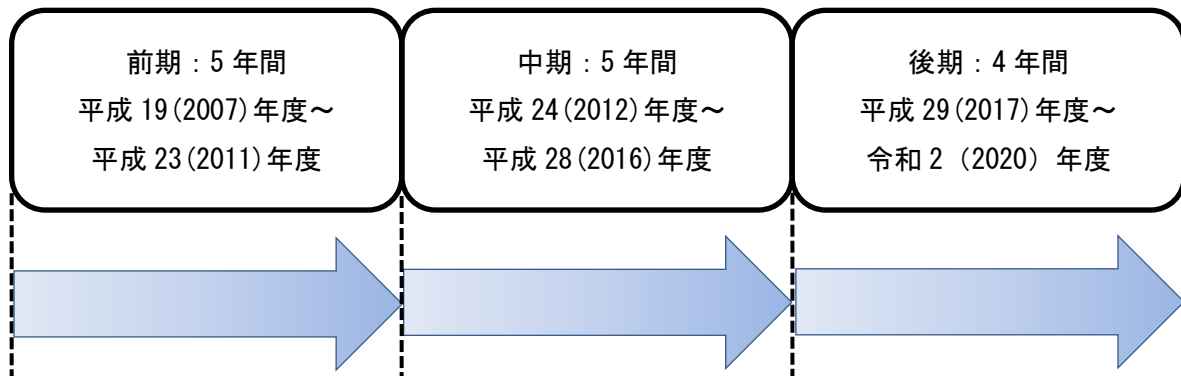 前期：5 年間
平成 19(2007)年度～
平成 23(2011)年度
中期：5 年間
平成 24(2012)年度～
平成 28(2016)年度
後期：4 年間
平成 29(2017)年度～
令和 2（2020）年度